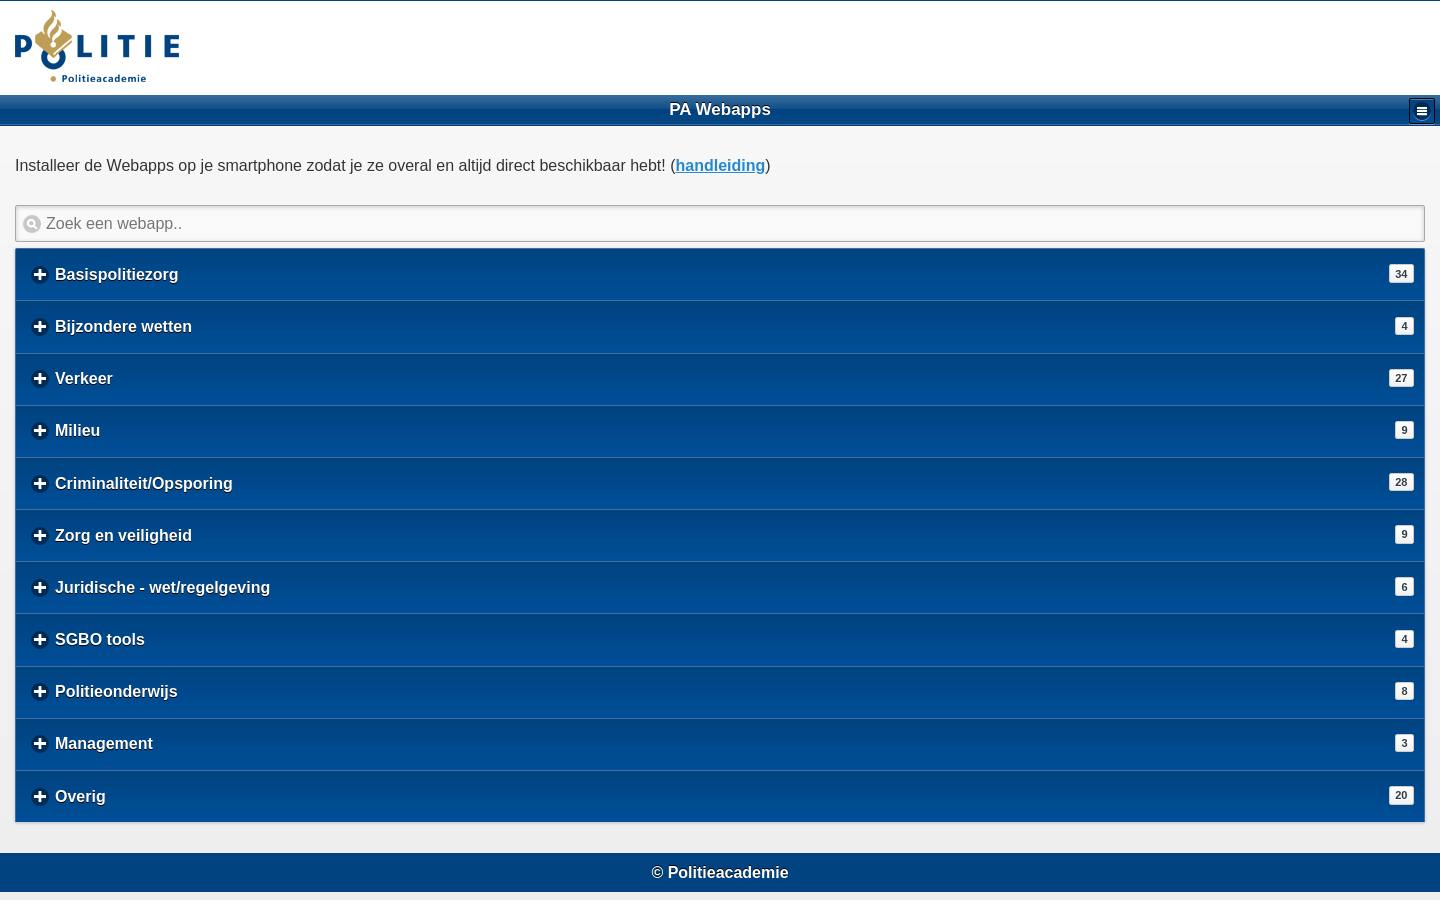 POLITIE
Politieacademie
PA Webapps
Installeer de Webapps op je smartphone zodat je ze overal en altijd direct beschikbaar hebt! (handleiding)
Zoek een webapp..
Basispolitiezorg 34
Bijzondere wetten 4
Verkeer 27
Milieu 9
Criminaliteit/Opsporing 28
Zorg en veiligheid 9
Juridische - wet/regelgeving 6
SGBO tools 4
Politieonderwijs 8
Management 3
Overig 20
© Politieacademie